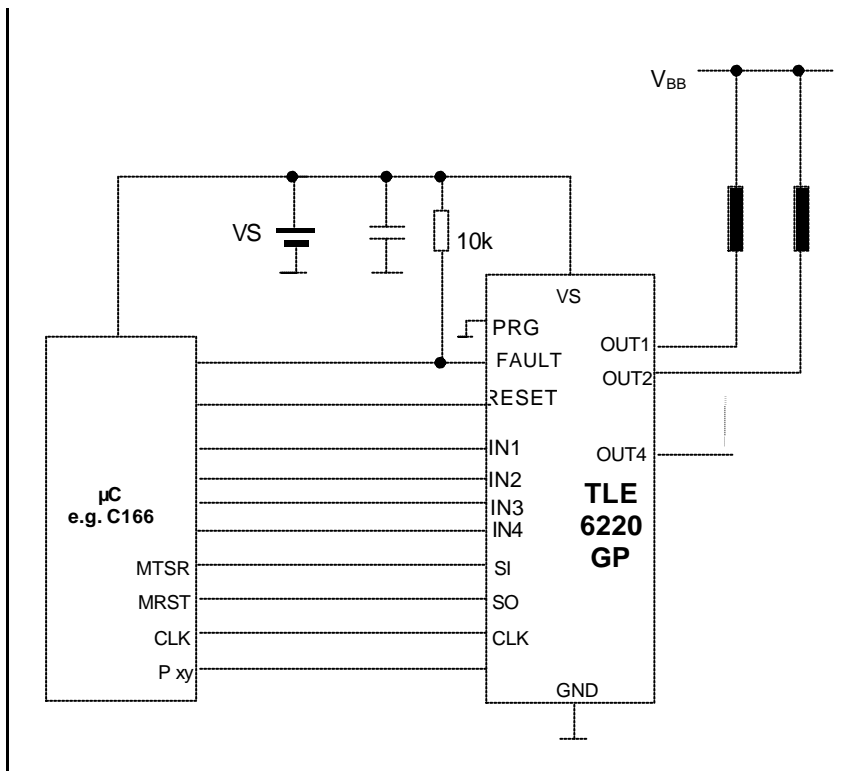 V_BB
VS
10k
VS
PRG
FAULT
RESET
IN1
IN2
IN3
IN4
SI
SO
CLK
GND
OUT1
OUT2
OUT4
TLE
6220
GP
µC
e.g. C166
MTSR
MRST
CLK
P xy